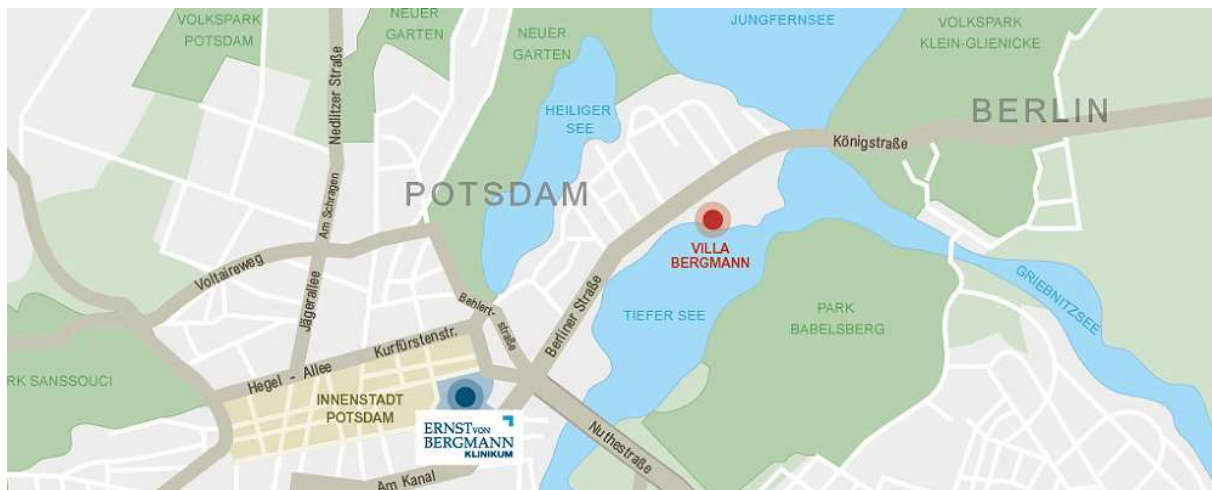 VOLKSPARK
POTSDAM
NEUER
GARTEN
NEUER
GARTEN
JUNGFERNSEE
VOLKSPARK
KLEIN-GLIENICKE
Nedlitzer Straße
HEILIGER
SEE
BERLIN
Königstraße
POTSDAM
Am Schragen
VILLA
BERGMANN
Voltaireweg
Jägerallee
Behlert-
straße
Berliner Straße
TIEFER SEE
PARK
BABELSBERG
GRIEBNITZSEE
Kurfürstenstr.
Hegel - Allee
RK SANSSOUCI
INNENSTADT
POTSDAM
ERNST VON
BERGMANN
KLINIKUM
Nuthestraße
Am Kanal